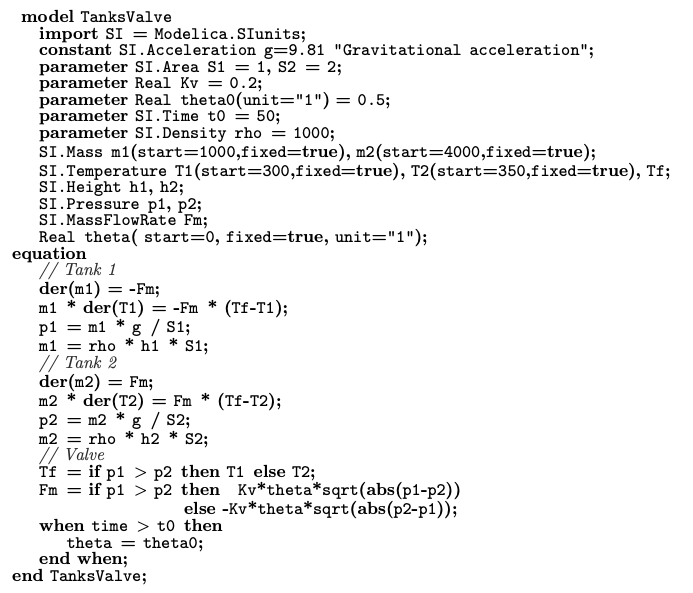 model TanksValve
import SI = Modelica.SIunits;
constant SI.Acceleration g=9.81 "Gravitational acceleration";
parameter SI.Area S1 = 1, S2 = 2;
parameter Real Kv = 0.2;
parameter Real theta0(unit="1") = 0.5;
parameter SI.Time t0 = 50;
parameter SI.Density rho = 1000;
SI.Mass m1(start=1000,fixed=true), m2(start=4000,fixed=true);
SI.Temperature T1(start=300,fixed=true), T2(start=350,fixed=true), Tf;
SI.Height h1, h2;
SI.Pressure p1, p2;
SI.MassFlowRate Fm;
Real theta( start=0, fixed=true, unit="1");
equation
// Tank 1
der(m1) = -Fm;
m1 * der(T1) = -Fm * (Tf-T1);
p1 = m1 * g / S1;
m1 = rho * h1 * S1;
// Tank 2
der(m2) = Fm;
m2 * der(T2) = Fm * (Tf-T2);
p2 = m2 * g / S2;
m2 = rho * h2 * S2;
// Valve
Tf = if p1 > p2 then T1 else T2;
Fm = if p1 > p2 then Kv*theta*sqrt(abs(p1-p2))
else -Kv*theta*sqrt(abs(p2-p1));
when time > t0 then
theta = theta0;
end when;
end TanksValve;